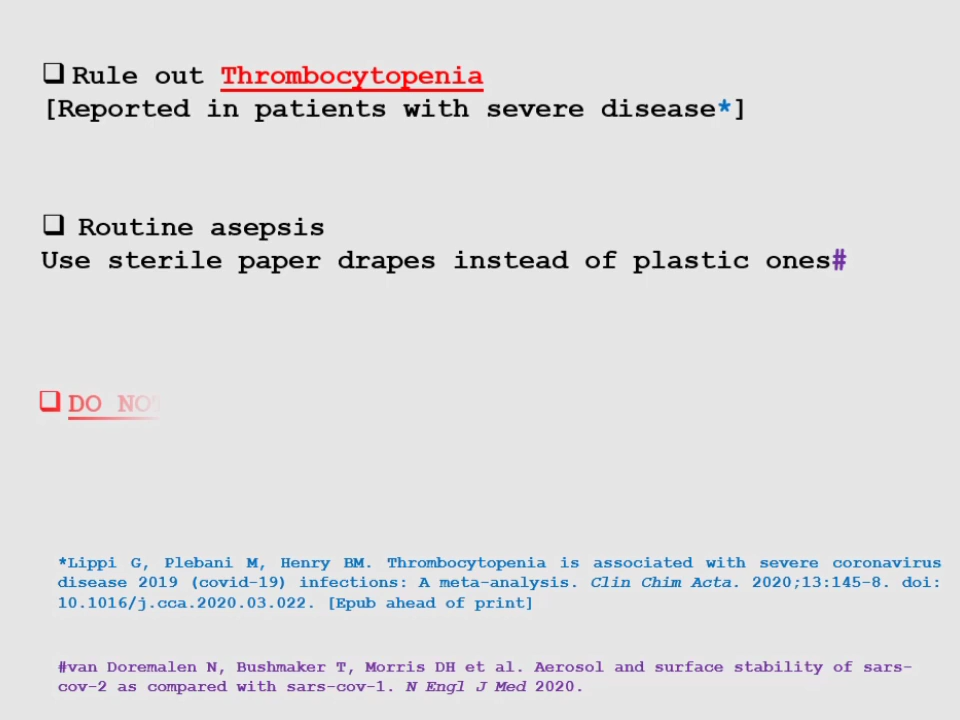 ❑ Rule out Thrombocytopenia
[Reported in patients with severe disease*]
❑ Routine asepsis
Use sterile paper drapes instead of plastic ones#
❑ DO NOT
*Lippi G, Plebani M, Henry BM. Thrombocytopenia is associated with severe coronavirus
disease 2019 (covid-19) infections: A meta-analysis. Clin Chim Acta. 2020;13:145-8. doi:
10.1016/j.cca.2020.03.022. [Epub ahead of print]
#van Doremalen N, Bushmaker T, Morris DH et al. Aerosol and surface stability of sars-
cov-2 as compared with sars-cov-1. N Engl J Med 2020.